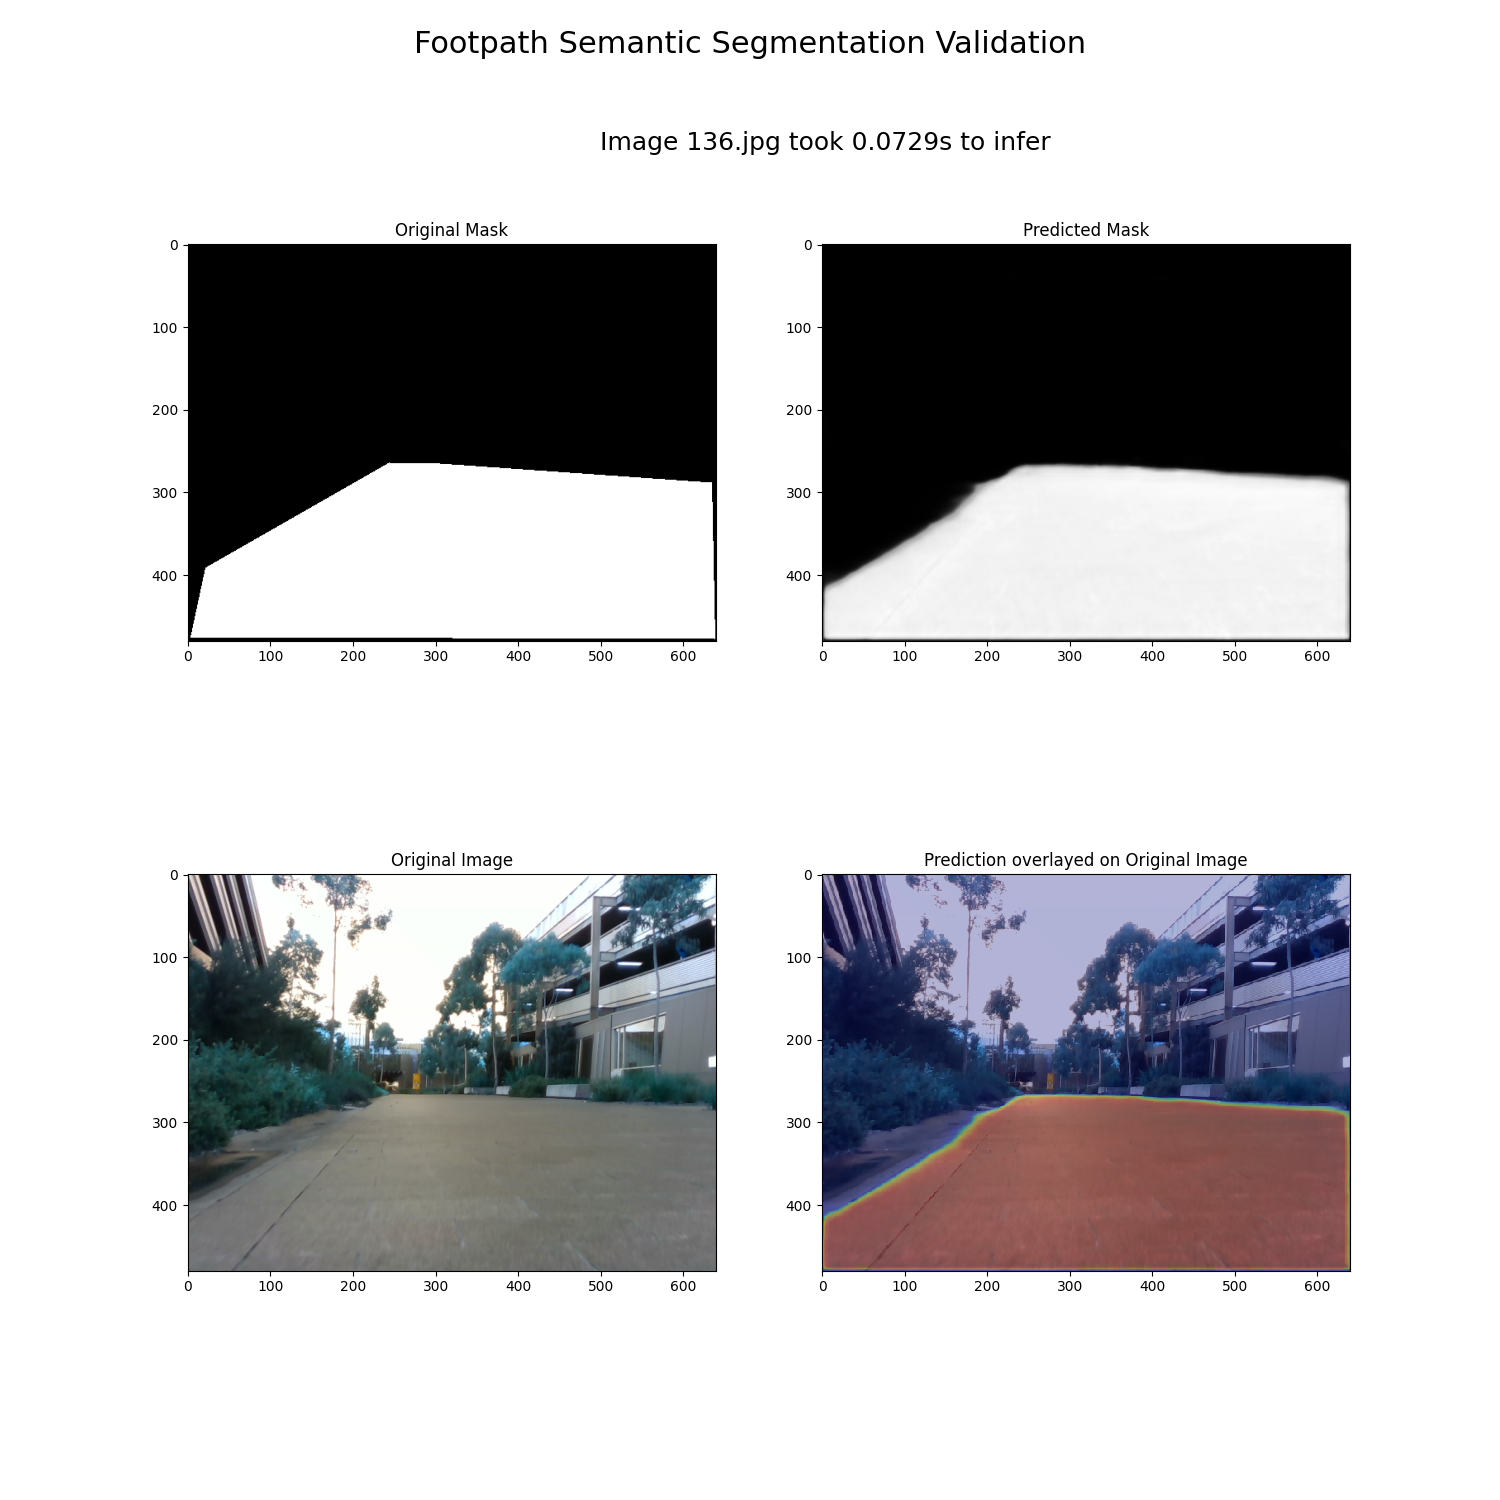 Footpath Semantic Segmentation Validation
Image 136.jpg took 0.0729s to infer
Original Mask
0
100
200
300
400
0 100 200 300 400 500 600
Predicted Mask
0
100
200
300
400
0 100 200 300 400 500 600
Original Image
0
100
200
300
400
0 100 200 300 400 500 600
Prediction overlayed on Original Image
0
100
200
300
400
0 100 200 300 400 500 600